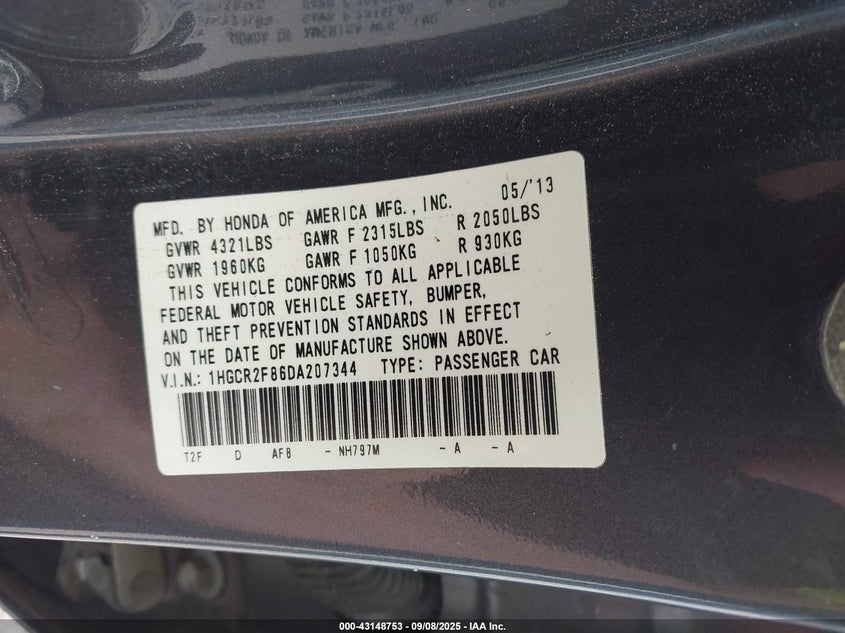 MFD. BY HONDA OF AMERICA MFG., INC. 05/'13
GVWR 4321LBS GAWR F 2315LBS R 2050LBS
GVWR 1960KG GAWR F 1050KG R 930KG
THIS VEHICLE CONFORMS TO ALL APPLICABLE
FEDERAL MOTOR VEHICLE SAFETY, BUMPER,
AND THEFT PREVENTION STANDARDS IN EFFECT
ON THE DATE OF MANUFACTURE SHOWN ABOVE.
V.I.N.: 1HGCR2F86DA207344 TYPE: PASSENGER CAR
T2F D AF8 - NH797M - A - A
000-43148753 - 09/08/2025 - IAA Inc.